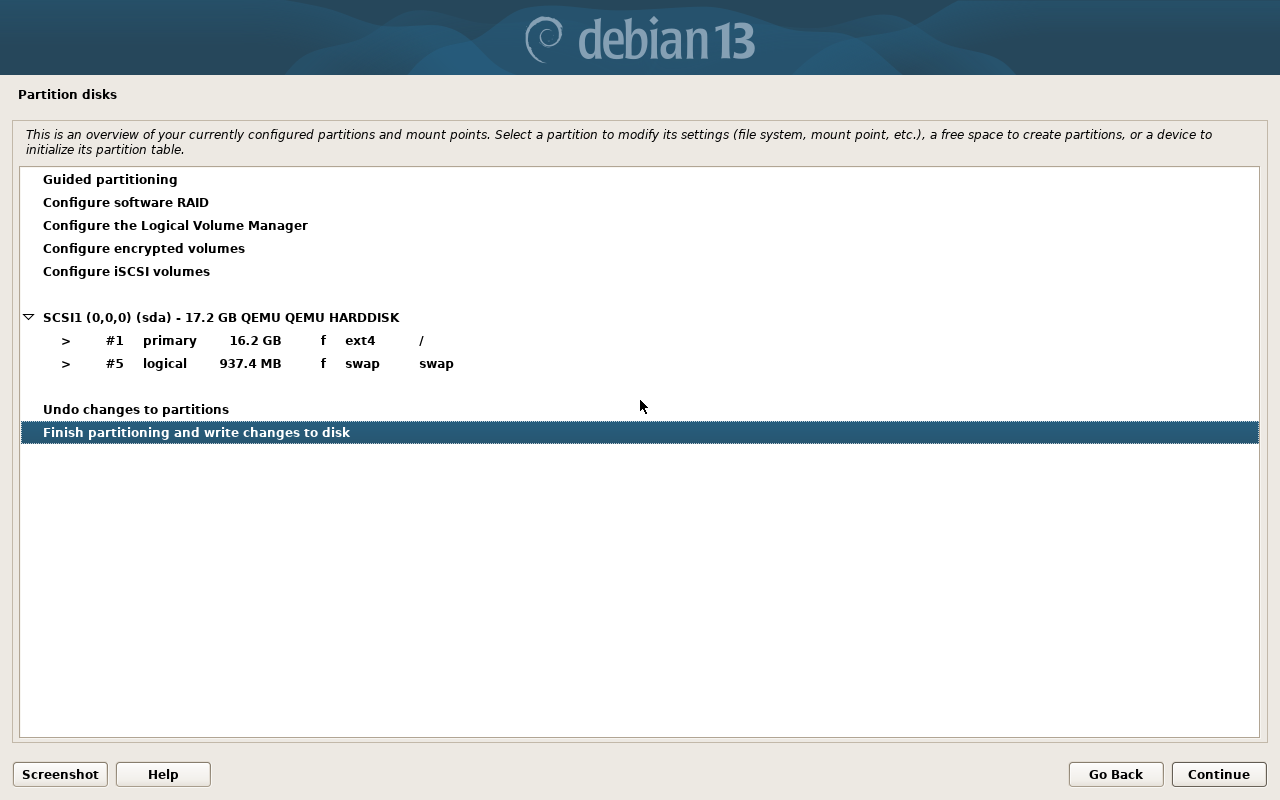 debian 13
Partition disks
This is an overview of your currently configured partitions and mount points. Select a partition to modify its settings (file system, mount point, etc.), a free space to create partitions, or a device to
initialize its partition table.
Guided partitioning
Configure software RAID
Configure the Logical Volume Manager
Configure encrypted volumes
Configure iSCSI volumes
SCSI1 (0,0,0) (sda) - 17.2 GB QEMU QEMU HARDDISK
> #1 primary 16.2 GB f ext4 /
> #5 logical 937.4 MB f swap swap
Undo changes to partitions
Finish partitioning and write changes to disk
Screenshot Help Go Back Continue